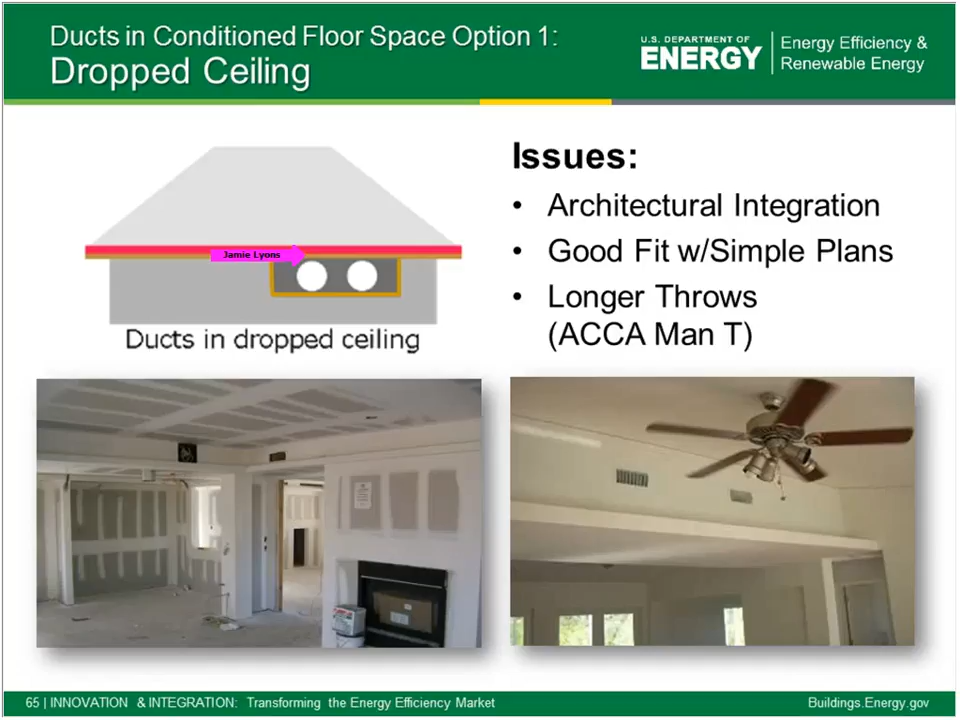 Ducts in Conditioned Floor Space Option 1:
Dropped Ceiling
U.S. DEPARTMENT OF
ENERGY
Energy Efficiency &
Renewable Energy
Jamie Lyons
Ducts in dropped ceiling
Issues:
• Architectural Integration
• Good Fit w/Simple Plans
• Longer Throws
(ACCA Man T)
65 | INNOVATION & INTEGRATION: Transforming the Energy Efficiency Market
Buildings.Energy.gov